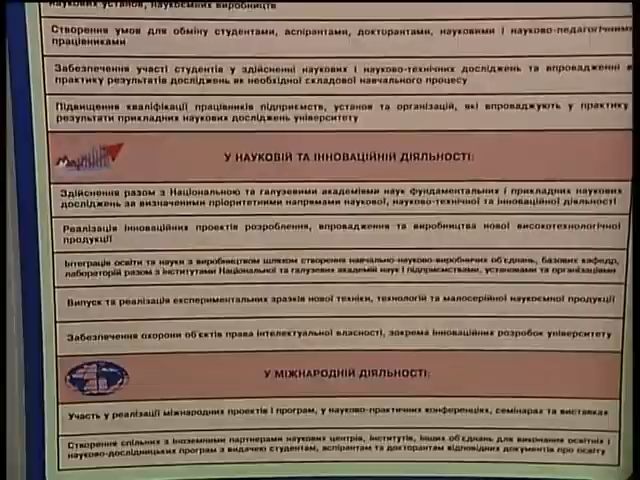 наукових установ, наукоємних виробництв
Створення умов для обміну студентами, аспірантами, докторантами, науковими і науково-педагогічними
працівниками
Забезпечення участі студентів у здійсненні наукових і науково-технічних досліджень та впровадженні в
практику результатів досліджень як необхідної складової навчального процесу
Підвищення кваліфікації працівників підприємств, установ та організацій, які впроваджують у практику
результати прикладних наукових досліджень університету
У НАУКОВІЙ ТА ІННОВАЦІЙНІЙ ДІЯЛЬНОСТІ:
Здійснення разом з Національною та галузевими академіями наук фундаментальних і прикладних наукових
досліджень за визначеними пріоритетними напрямами наукової, науково-технічної та інноваційної діяльності
Реалізація інноваційних проектів розроблення, впровадження та виробництва нової високотехнологічної
продукції
Інтеграція освіти та науки з виробництвом шляхом створення навчально-науково-виробничих об'єднань, базових кафедр,
лабораторій разом з інститутами Національної та галузевих академій наук і підприємствами, установами та організаціями
Випуск та реалізація експериментальних зразків нової техніки, технологій та малосерійної наукоємної продукції
Забезпечення охорони об'єктів права інтелектуальної власності, зокрема інноваційних розробок університету
У МІЖНАРОДНІЙ ДІЯЛЬНОСТІ:
Участь у реалізації міжнародних проектів і програм, у науково-практичних конференціях, семінарах та виставках
Створення спільних з іноземними партнерами наукових центрів, інститутів, інших об'єднань для виконання освітніх і
науково-дослідницьких програм з видачею студентам, аспірантам та докторантам відповідних документів про освіту